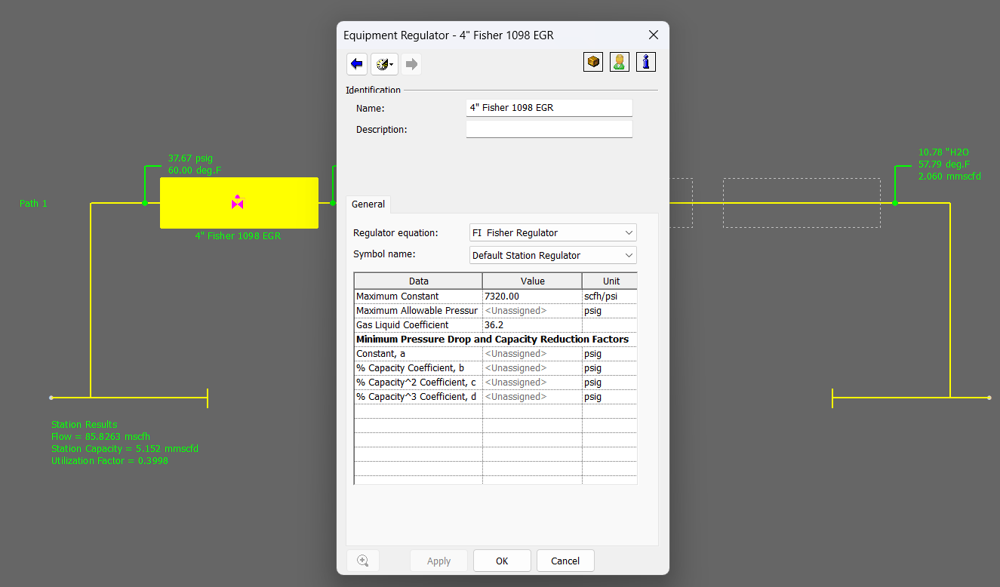 Equipment Regulator - 4" Fisher 1098 EGR
Identification
Name: 4" Fisher 1098 EGR
Description:
General
Regulator equation: FI Fisher Regulator
Symbol name: Default Station Regulator
Data Value Unit
Maximum Constant 7320.00 scfh/psi
Maximum Allowable Pressur <Unassigned> psig
Gas Liquid Coefficient 36.2
Minimum Pressure Drop and Capacity Reduction Factors
Constant, a <Unassigned> psig
% Capacity Coefficient, b <Unassigned> psig
% Capacity^2 Coefficient, c <Unassigned> psig
% Capacity^3 Coefficient, d <Unassigned> psig
Apply OK Cancel
37.67 psig
60.00 deg.F
Path 1
4" Fisher 1098 EGR
10.78 "H2O
57.79 deg.F
2.060 mmscfd
Station Results
Flow = 85.8263 mscfh
Station Capacity = 5.152 mmscfd
Utilization Factor = 0.3998